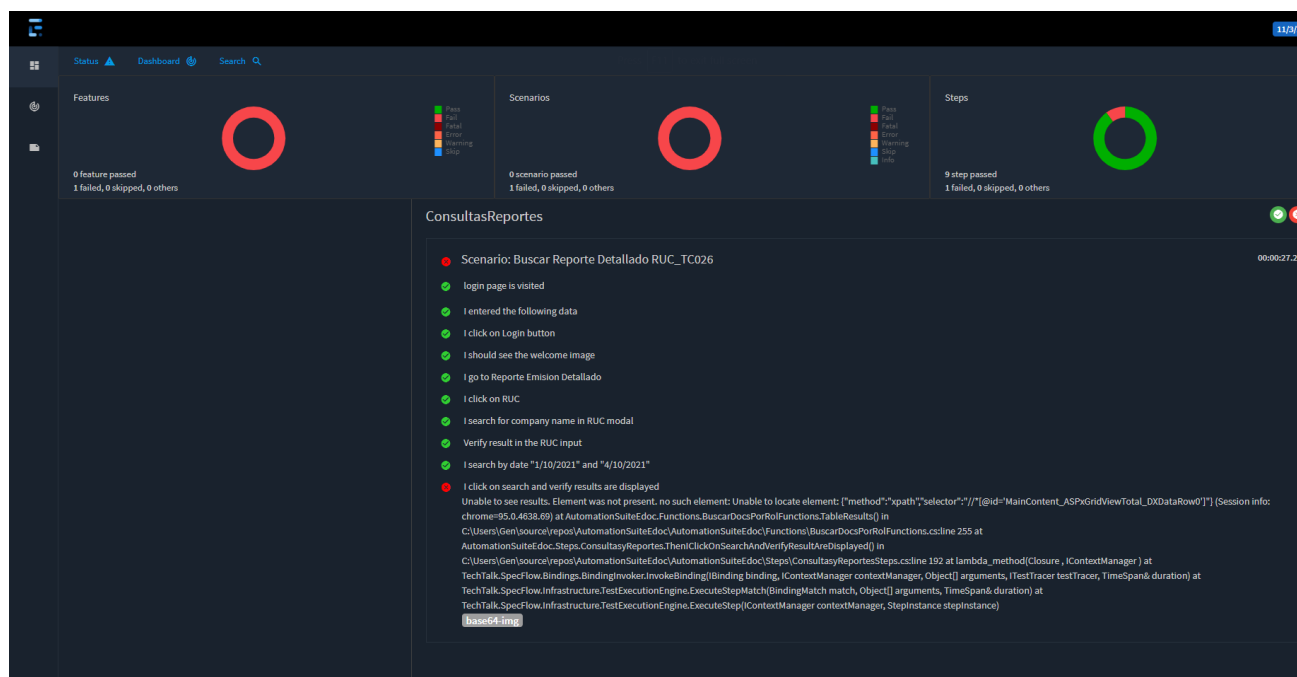 11/3/
Status
Dashboard
Search
Features
Pass
Fail
Fatal
Error
Warning
Skip
0 feature passed
1 failed, 0 skipped, 0 others
Scenarios
Pass
Fail
Fatal
Error
Warning
Skip
info
0 scenario passed
1 failed, 0 skipped, 0 others
Steps
9 step passed
1 failed, 0 skipped, 0 others
ConsultasReportes
Scenario: Buscar Reporte Detallado RUC_TC026
00:00:27.2
login page is visited
I entered the following data
I click on Login button
I should see the welcome image
I go to Reporte Emision Detallado
I click on RUC
I search for company name in RUC modal
Verify result in the RUC input
I search by date "1/10/2021" and "4/10/2021"
I click on search and verify results are displayed
Unable to see results. Element was not present. no such element: Unable to locate element: {"method":"xpath","selector":"//*[@id='MainContent_ASPxGridViewTotal_DXDataRow0']"} (Session info:
chrome=95.0.4638.69) at AutomationSuiteEdoc.Functions.BuscarDocsPorRolFunctions.TableResults() in
C:\Users\Gen\source\repos\AutomationSuiteEdoc\AutomationSuiteEdoc\Functions\BuscarDocsPorRolFunctions.cs:line 255 at
AutomationSuiteEdoc.Steps.ConsultasyReportes.ThenIClickOnSearchAndVerifyResultAreDisplayed() in
C:\Users\Gen\source\repos\AutomationSuiteEdoc\AutomationSuiteEdoc\Steps\ConsultasyReportesSteps.cs:line 192 at lambda_method(Closure , IContextManager ) at
TechTalk.SpecFlow.Bindings.BindingInvoker.InvokeBinding(IBinding binding, IContextManager contextManager, Object[] arguments, ITestTracer testTracer, TimeSpan& duration) at
TechTalk.SpecFlow.Infrastructure.TestExecutionEngine.ExecuteStepMatch(BindingMatch match, Object[] arguments, TimeSpan& duration) at
TechTalk.SpecFlow.Infrastructure.TestExecutionEngine.ExecuteStep(IContextManager contextManager, StepInstance stepInstance)
base64-img